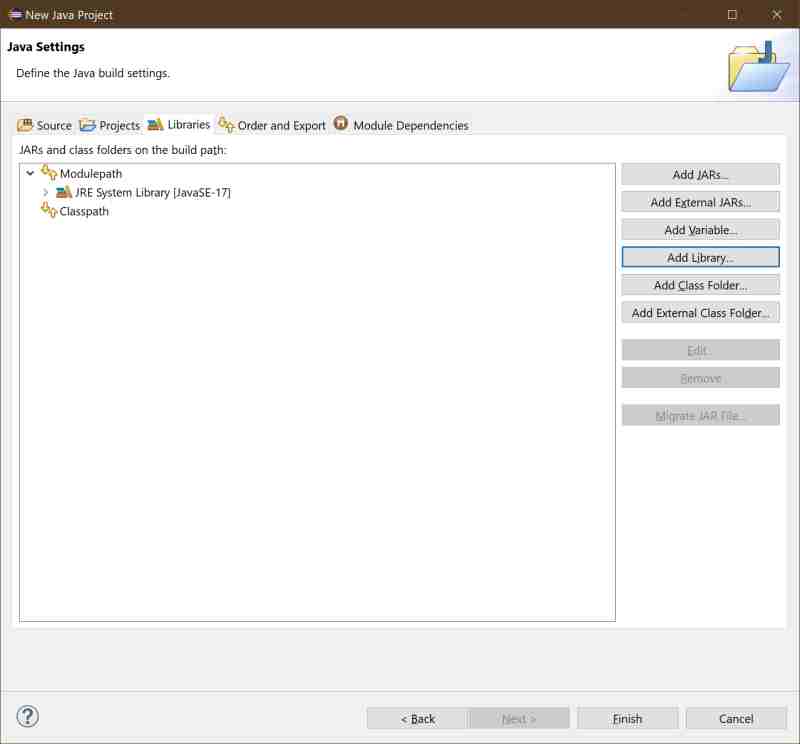 New Java Project
Java Settings
Define the Java build settings.
Source Projects Libraries Order and Export Module Dependencies
JARs and class folders on the build path:
Modulepath
JRE System Library [JavaSE-17]
Classpath
Add JARs...
Add External JARs...
Add Variable...
Add Library...
Add Class Folder...
Add External Class Folder...
Edit...
Remove
Migrate JAR File...
< Back Next > Finish Cancel